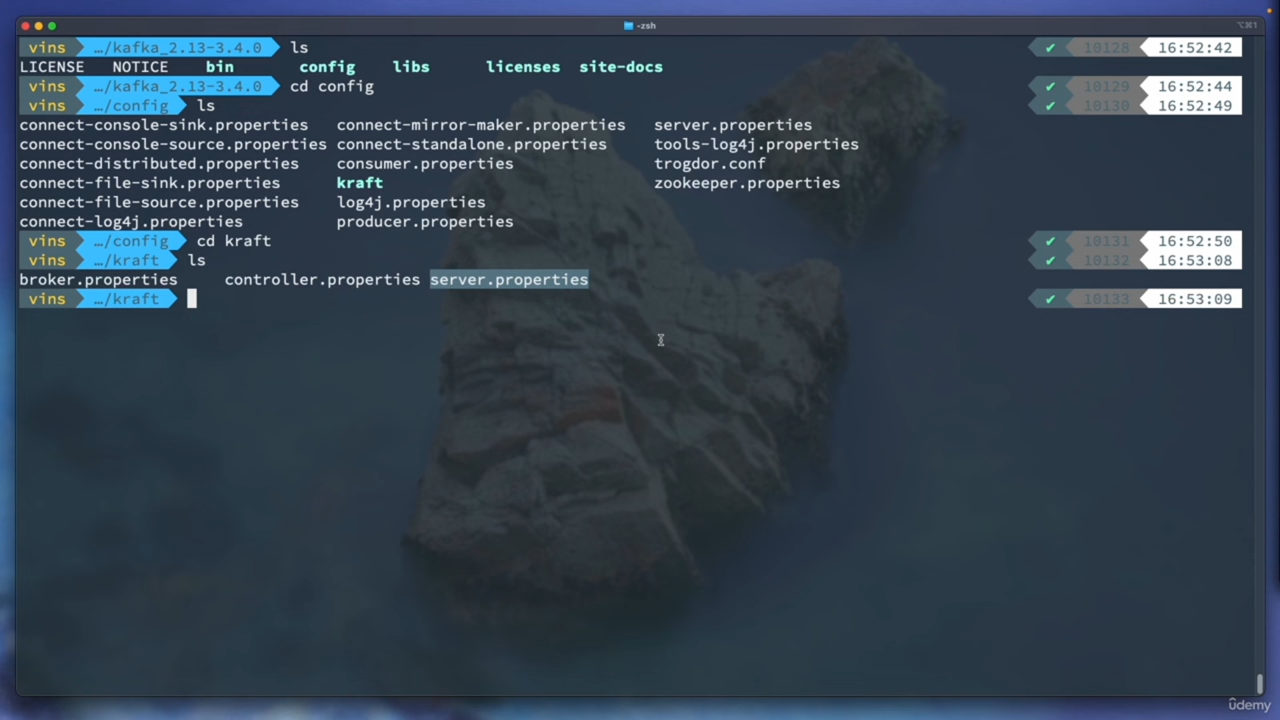 -zsh
⌥⌘1
vins …/kafka_2.13-3.4.0 ls ✔ 10128 16:52:42
LICENSE NOTICE bin config libs licenses site-docs
vins …/kafka_2.13-3.4.0 cd config ✔ 10129 16:52:44
vins …/config ls ✔ 10130 16:52:49
connect-console-sink.properties connect-mirror-maker.properties server.properties
connect-console-source.properties connect-standalone.properties tools-log4j.properties
connect-distributed.properties consumer.properties trogdor.conf
connect-file-sink.properties kraft zookeeper.properties
connect-file-source.properties log4j.properties
connect-log4j.properties producer.properties
vins …/config cd kraft ✔ 10131 16:52:50
vins …/kraft ls ✔ 10132 16:53:08
broker.properties controller.properties server.properties
vins …/kraft ✔ 10133 16:53:09
ûdemy